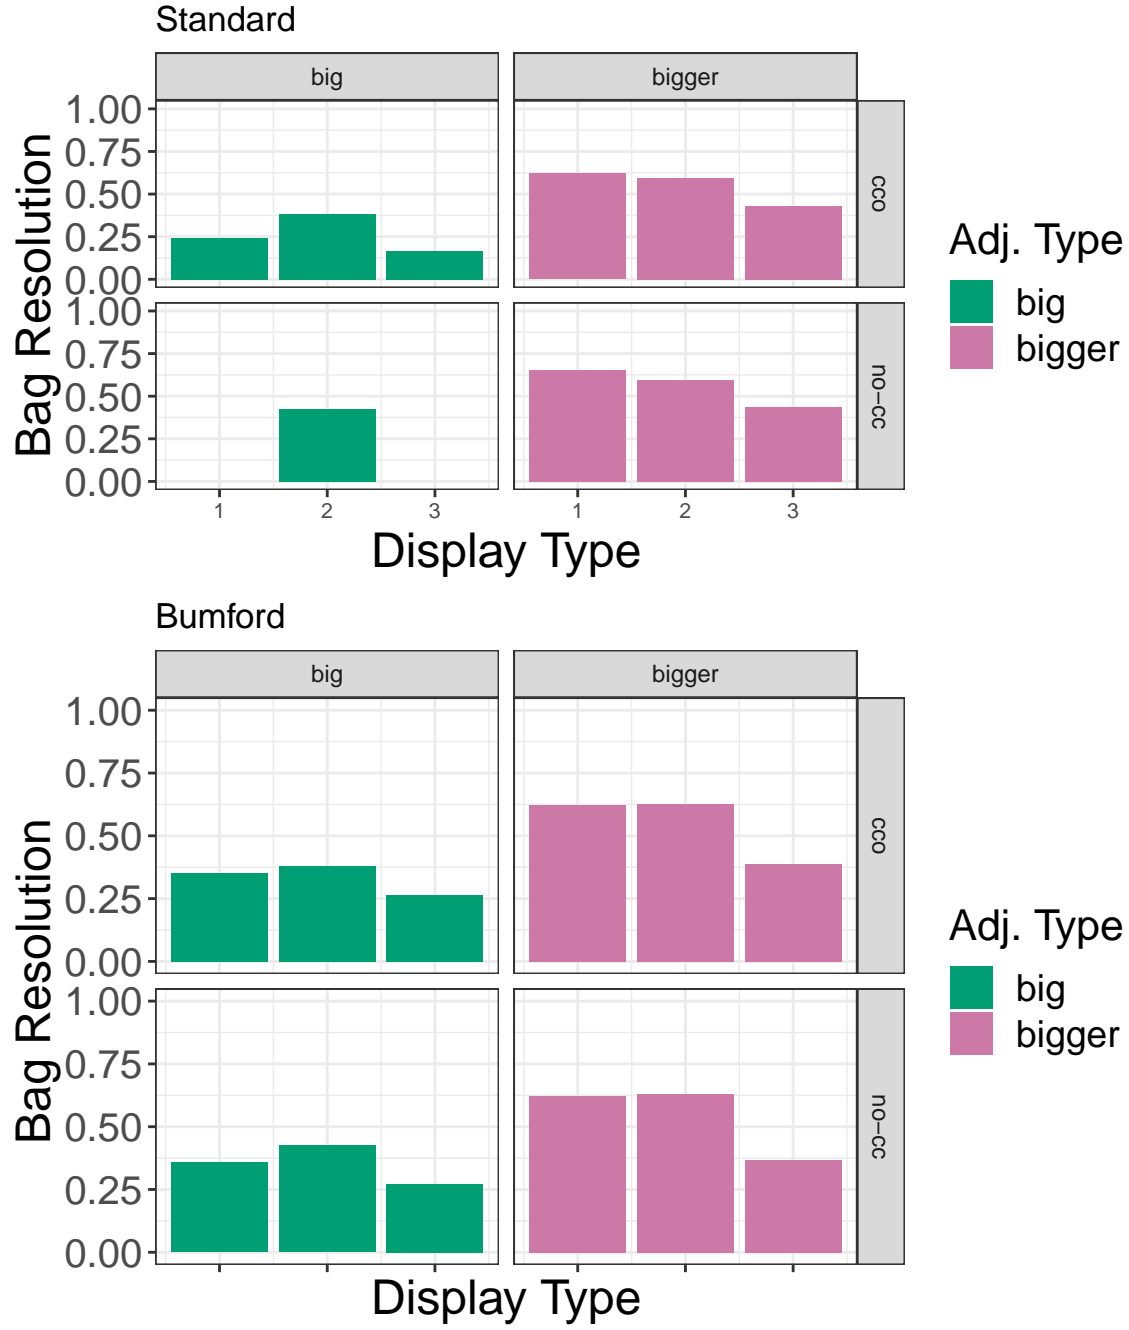 Standard
big
bigger
Bag Resolution
1.00
0.75
0.50
0.25
0.00
cco
1.00
0.75
0.50
0.25
0.00
no−cc
1 2 3
1 2 3
Display Type
Adj. Type
big
bigger
Bumford
big
bigger
Bag Resolution
1.00
0.75
0.50
0.25
0.00
cco
1.00
0.75
0.50
0.25
0.00
no−cc
Display Type
Adj. Type
big
bigger